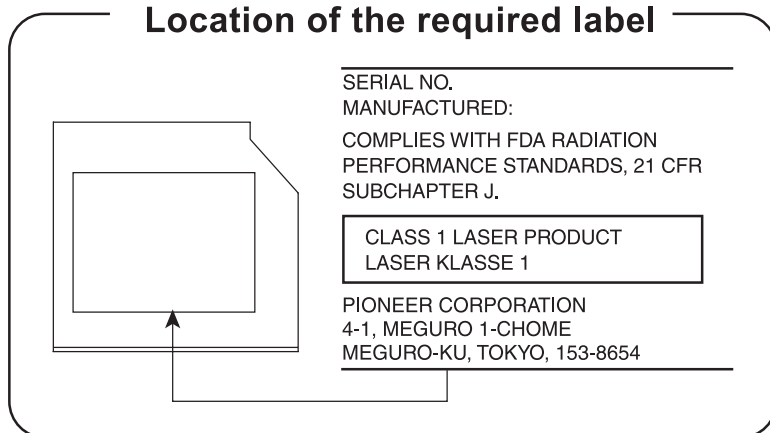 Location of the required label
SERIAL NO.
MANUFACTURED:
COMPLIES WITH FDA RADIATION
PERFORMANCE STANDARDS, 21 CFR
SUBCHAPTER J.
CLASS 1 LASER PRODUCT
LASER KLASSE 1
PIONEER CORPORATION
4-1, MEGURO 1-CHOME
MEGURO-KU, TOKYO, 153-8654